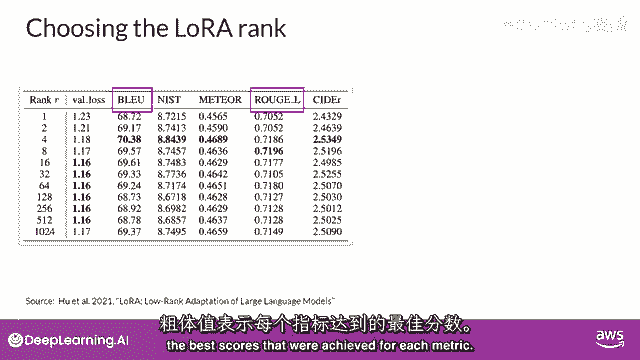 Choosing the LoRA rank
Rank r val_loss BLEU NIST METEOR ROUGE_L CIDEr
1 1.23 68.72 8.7215 0.4565 0.7052 2.4329
2 1.21 69.17 8.7413 0.4590 0.7052 2.4639
4 1.18 70.38 8.8439 0.4689 0.7186 2.5349
8 1.17 69.57 8.7457 0.4636 0.7196 2.5196
16 1.16 69.61 8.7483 0.4629 0.7177 2.4985
32 1.16 69.33 8.7736 0.4642 0.7105 2.5255
64 1.16 69.24 8.7174 0.4651 0.7180 2.5070
128 1.16 68.73 8.6718 0.4628 0.7127 2.5030
256 1.16 68.92 8.6982 0.4629 0.7128 2.5012
512 1.16 68.78 8.6857 0.4637 0.7128 2.5025
1024 1.17 69.37 8.7495 0.4659 0.7149 2.5090
Source: Hu et al. 2021, "LoRA: Low-Rank Adaptation of Large Language Models"
粗体值表示每个指标达到的最佳分数。
the best scores that were achieved for each metric.
DeepLearning.AI
aws